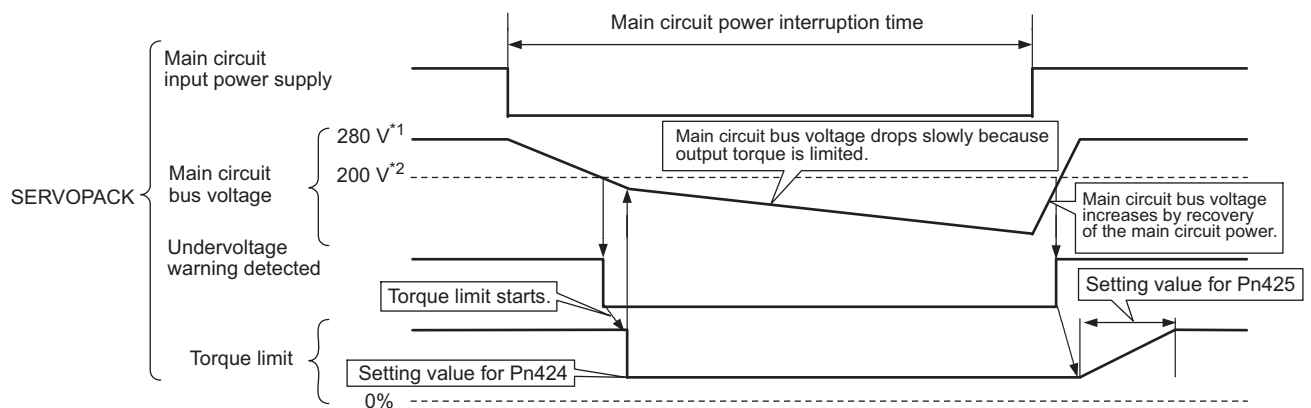 Main circuit power interruption time
Main circuit
input power supply
280 V*1
200 V*2
Main circuit bus voltage drops slowly because
output torque is limited.
Main circuit
bus voltage
SERVOPACK
Main circuit bus voltage
increases by recovery
of the main circuit power.
Undervoltage
warning detected
Torque limit starts.
Setting value for Pn425
Torque limit
Setting value for Pn424
0%